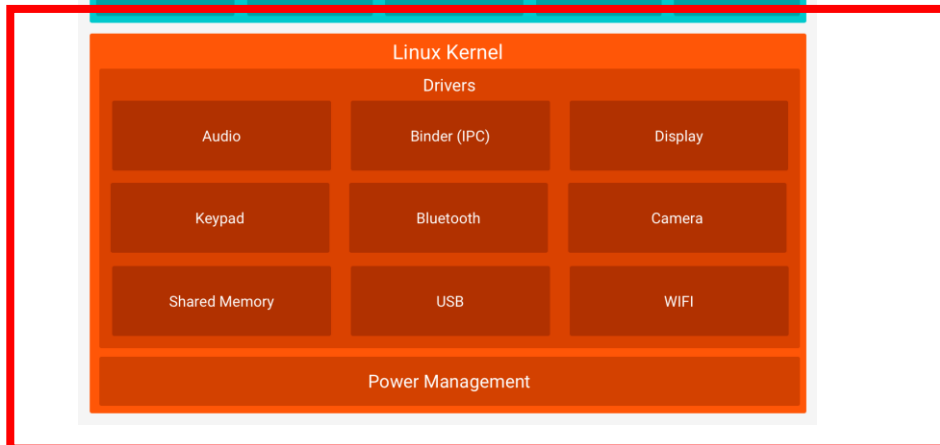 Linux Kernel
Drivers
Audio
Binder (IPC)
Display
Keypad
Bluetooth
Camera
Shared Memory
USB
WIFI
Power Management